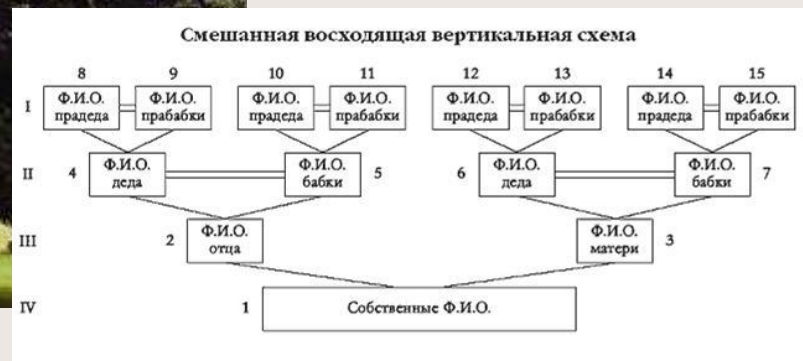 Смешанная восходящая вертикальная схема
8 9 10 11 12 13 14 15
I Ф.И.О. Ф.И.О. Ф.И.О. Ф.И.О. Ф.И.О. Ф.И.О. Ф.И.О. Ф.И.О.
прадеда прабабки прадеда прабабки прадеда прабабки прадеда прабабки
II 4 Ф.И.О. Ф.И.О. 5 6 Ф.И.О. Ф.И.О. 7
деда бабки деда бабки
III 2 Ф.И.О. Ф.И.О. 3
отца матери
IV 1 Собственные Ф.И.О.